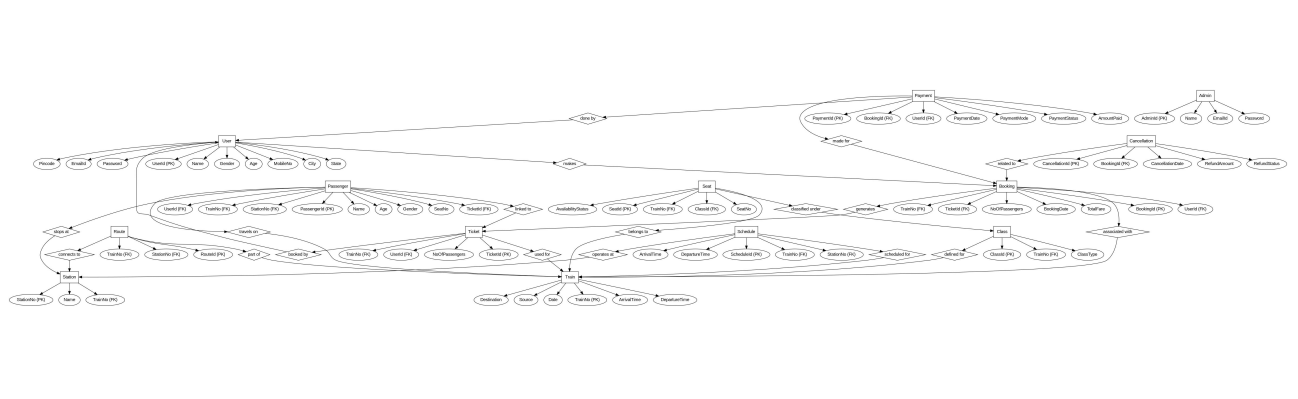 Payment
Admin
done by
PaymentId (PK)
BookingId (FK)
UserId (FK)
PaymentDate
PaymentMode
PaymentStatus
AmountPaid
AdminId (PK)
Name
EmailId
Password
User
made for
Cancellation
Pincode
EmailId
Password
UserId (PK)
Name
Gender
Age
MobileNo
City
State
makes
related to
CancellationId (PK)
BookingId (FK)
CancellationDate
RefundAmount
RefundStatus
Passenger
Seat
Booking
UserId (FK)
TrainNo (FK)
StationNo (FK)
PassengerId (PK)
Name
Age
Gender
SeatNo
TicketId (FK)
linked to
AvailabilityStatus
SeatId (PK)
TrainNo (FK)
ClassId (FK)
SeatNo
classified under
generates
TrainNo (FK)
TicketId (FK)
NoOfPassengers
BookingDate
TotalFare
BookingId (PK)
UserId (FK)
stops at
Route
travels on
Ticket
belongs to
Schedule
Class
associated with
connects to
TrainNo (FK)
StationNo (FK)
RouteId (PK)
part of
booked by
TrainNo (FK)
UserId (FK)
NoOfPassengers
TicketId (PK)
used for
operates at
ArrivalTime
DepartureTime
ScheduleId (PK)
TrainNo (FK)
StationNo (FK)
scheduled for
defined for
ClassId (PK)
TrainNo (FK)
ClassType
Station
Train
StationNo (PK)
Name
TrainNo (FK)
Destination
Source
Date
TrainNo (PK)
ArrivalTime
DepartureTime